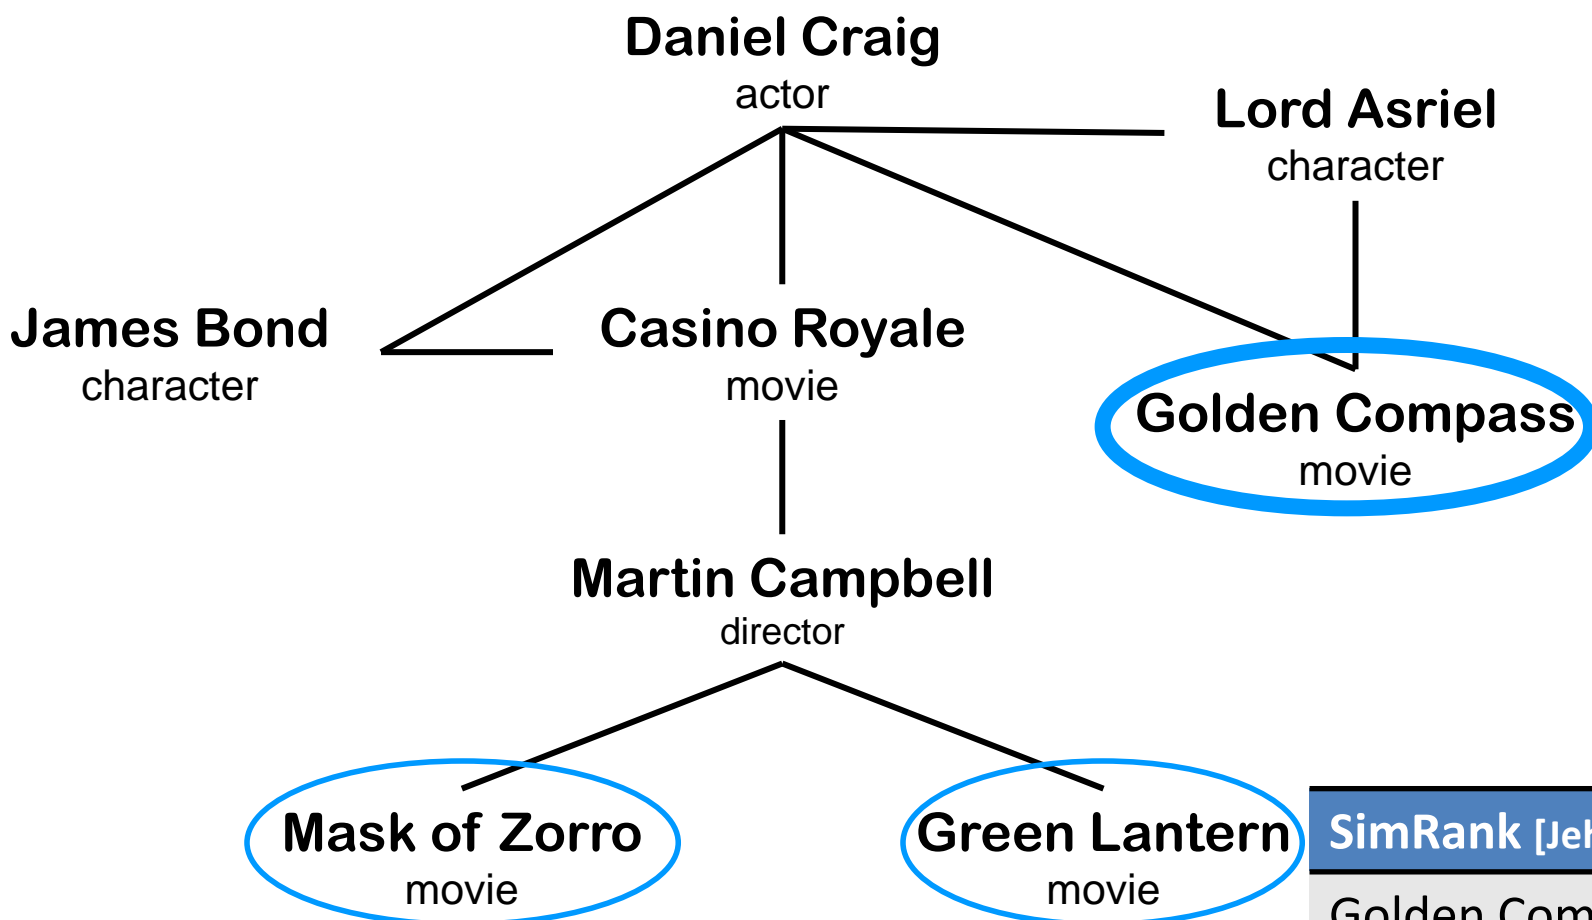 Daniel Craig
actor
Lord Asriel
character
James Bond
character
Casino Royale
movie
Golden Compass
movie
Martin Campbell
director
Mask of Zorro
movie
Green Lantern
movie
SimRank
Golden